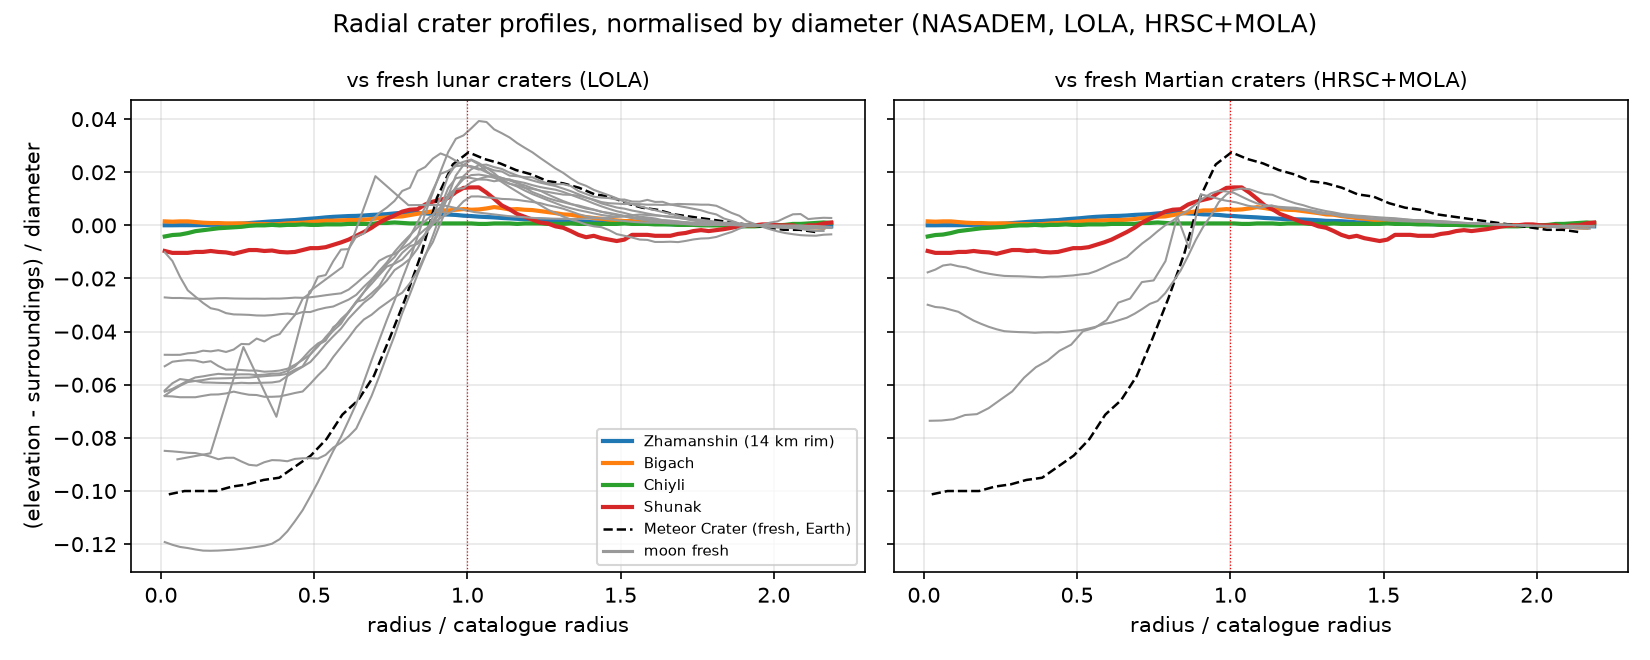 Radial crater profiles, normalised by diameter (NASADEM, LOLA, HRSC+MOLA)
vs fresh lunar craters (LOLA)
vs fresh Martian craters (HRSC+MOLA)
(elevation - surroundings) / diameter
0.04
0.02
0.00
−0.02
−0.04
−0.06
−0.08
−0.10
−0.12
Zhamanshin (14 km rim)
Bigach
Chiyli
Shunak
Meteor Crater (fresh, Earth)
moon fresh
0.0 0.5 1.0 1.5 2.0
0.0 0.5 1.0 1.5 2.0
radius / catalogue radius
radius / catalogue radius